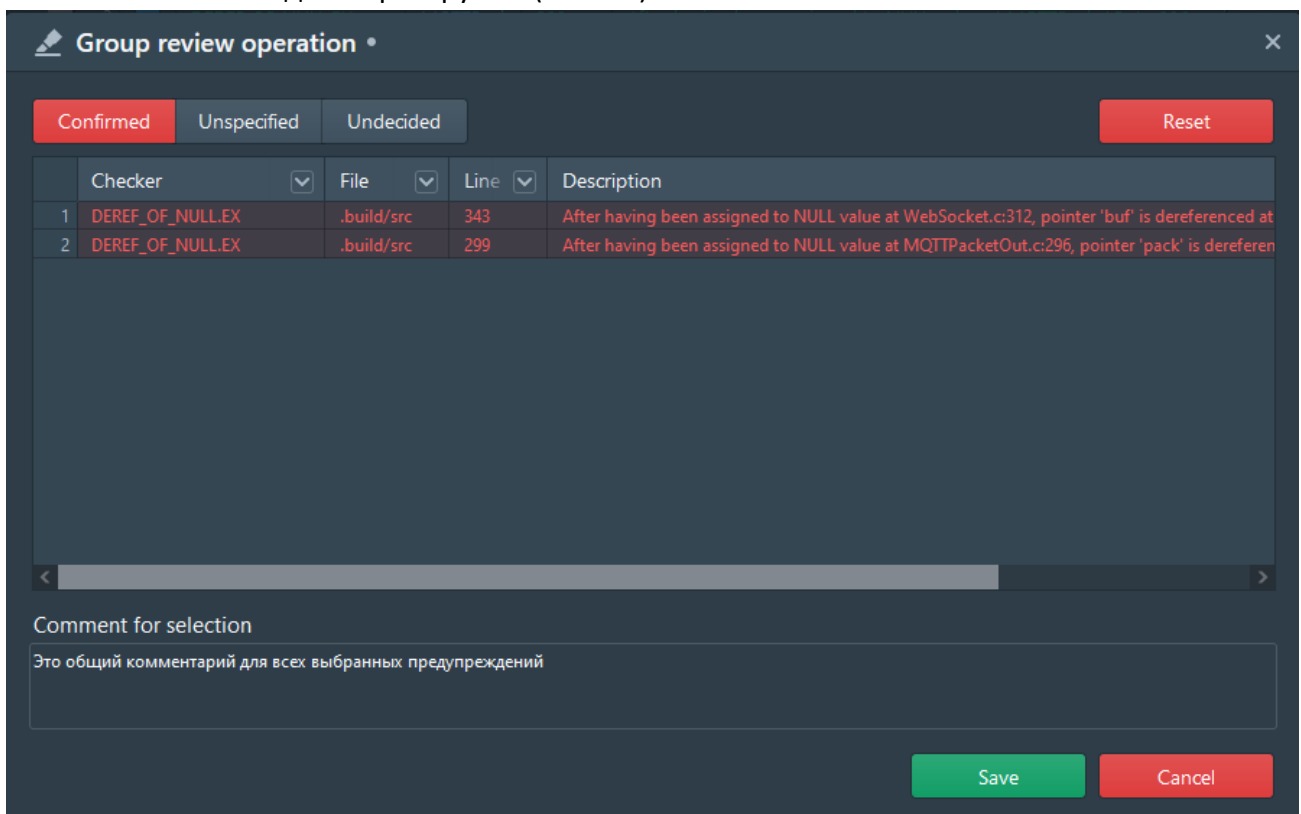 Group review operation •
Confirmed Unspecified Undecided Reset
Checker File Line Description
1 DEREF_OF_NULL.EX .build/src 343 After having been assigned to NULL value at WebSocket.c:312, pointer 'buf' is dereferenced at
2 DEREF_OF_NULL.EX .build/src 299 After having been assigned to NULL value at MQTTPacketOut.c:296, pointer 'pack' is dereferen
Comment for selection
Это общий комментарий для всех выбранных предупреждений
Save Cancel